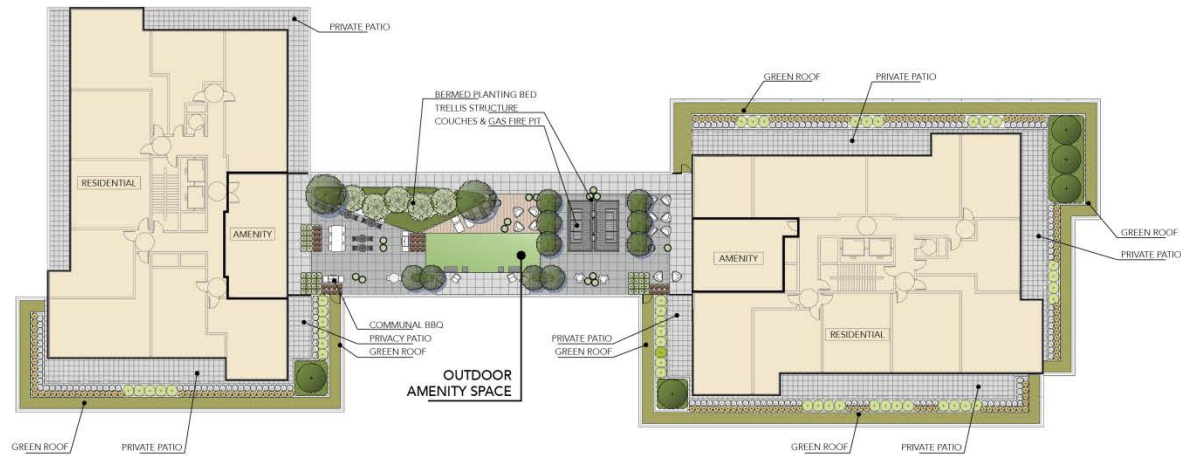 PRIVATE PATIO
GREEN ROOF
PRIVATE PATIO
BERMED PLANTING BED
TRELLIS STRUCTURE
COUCHES & GAS FIRE PIT
RESIDENTIAL
AMENITY
GREEN ROOF
AMENITY
PRIVATE PATIO
COMMUNAL BBQ
PRIVACY PATIO
GREEN ROOF
PRIVATE PATIO
GREEN ROOF
RESIDENTIAL
OUTDOOR
AMENITY SPACE
GREEN ROOF
PRIVATE PATIO
GREEN ROOF
PRIVATE PATIO